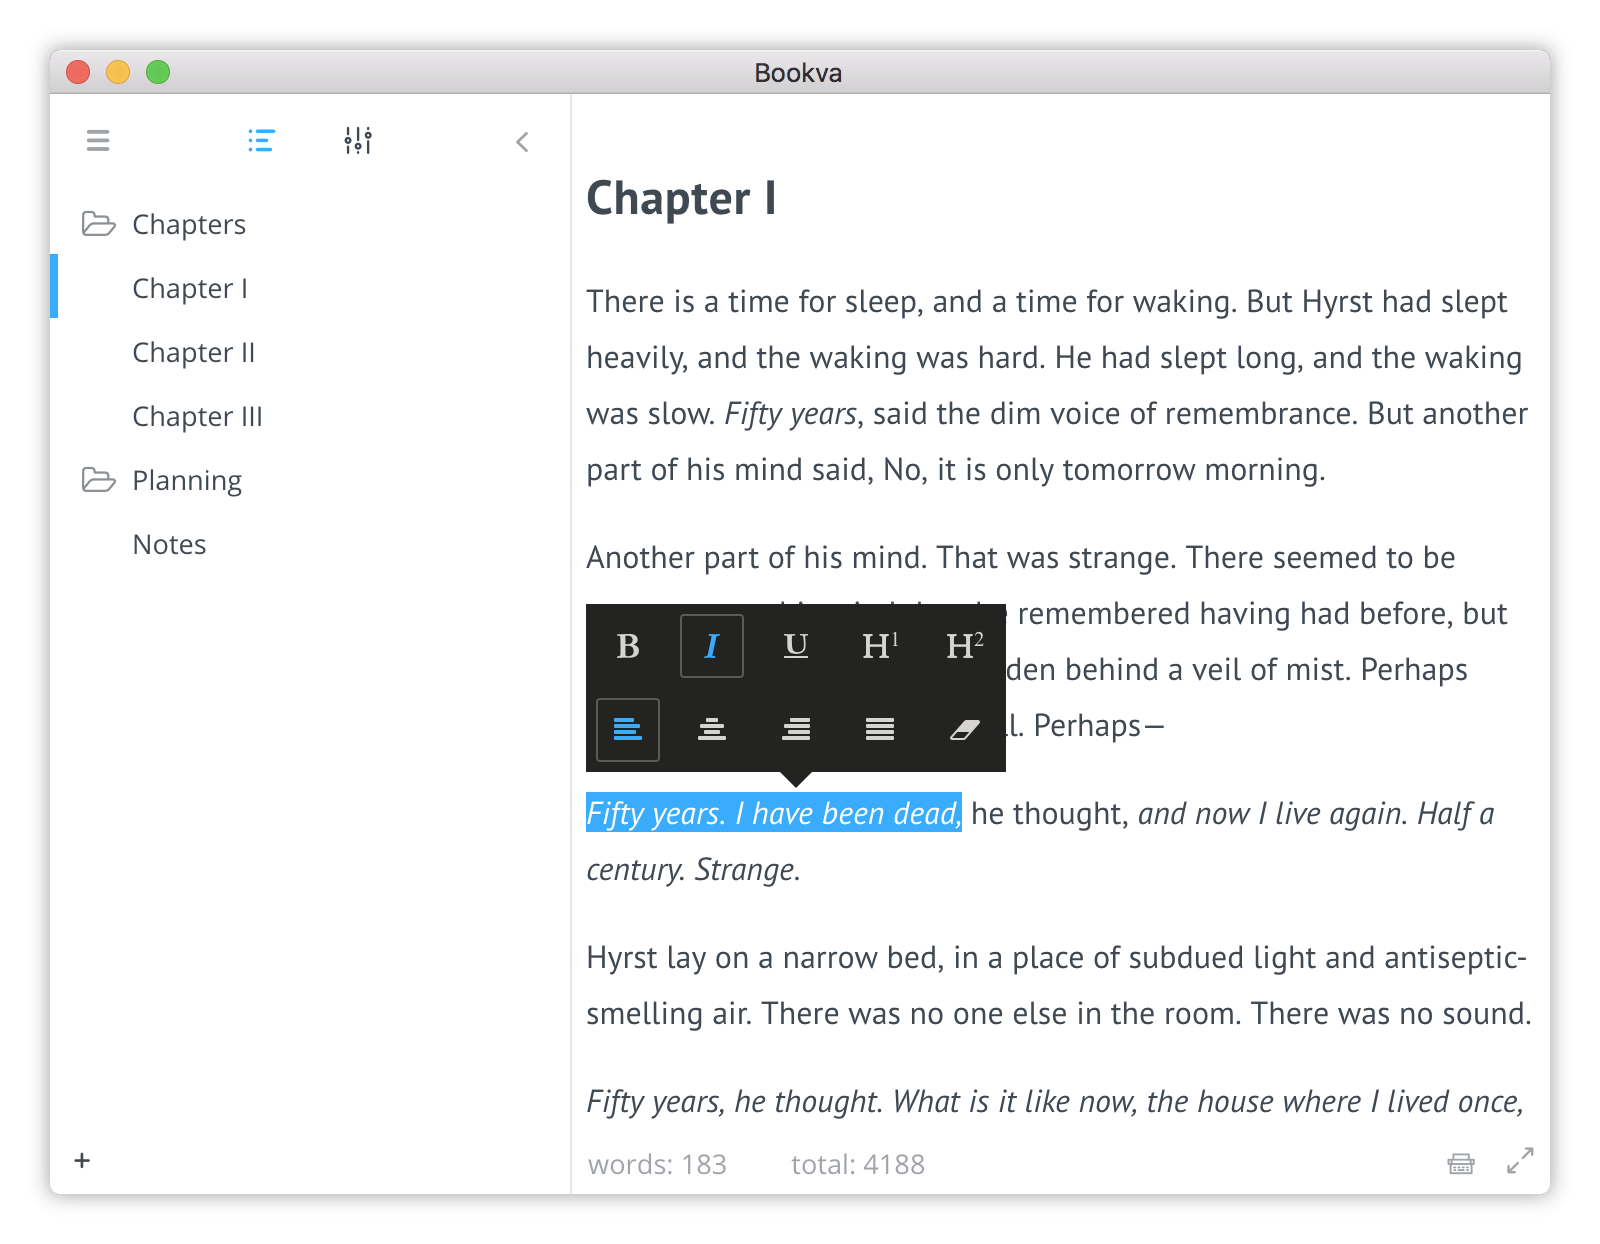 Bookva
Chapters
Chapter I
Chapter II
Chapter III
Planning
Notes
+
Chapter I
There is a time for sleep, and a time for waking. But Hyrst had slept
heavily, and the waking was hard. He had slept long, and the waking
was slow. Fifty years, said the dim voice of remembrance. But another
part of his mind said, No, it is only tomorrow morning.
Another part of his mind. That was strange. There seemed to be
remembered having had before, but
den behind a veil of mist. Perhaps
l. Perhaps—
B I U H1 H2
Fifty years. I have been dead, he thought, and now I live again. Half a
century. Strange.
Hyrst lay on a narrow bed, in a place of subdued light and antiseptic-
smelling air. There was no one else in the room. There was no sound.
Fifty years, he thought. What is it like now, the house where I lived once,
words: 183 total: 4188